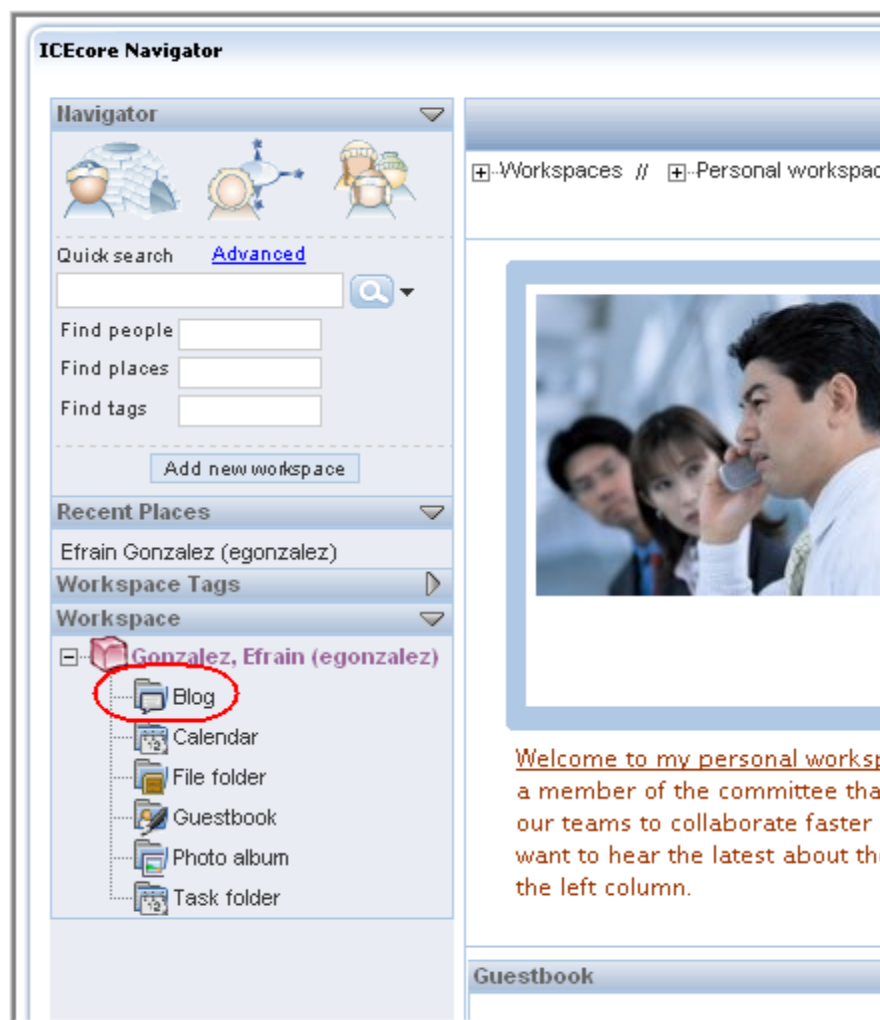 ICEcore Navigator
Navigator
Quick search Advanced
Find people
Find places
Find tags
Add new workspace
Recent Places
Efrain Gonzalez (egonzalez)
Workspace Tags
Workspace
Gonzalez, Efrain (egonzalez)
Blog
Calendar
File folder
Guestbook
Photo album
Task folder
Workspaces // Personal workspac
Welcome to my personal worksp
a member of the committee tha
our teams to collaborate faster
want to hear the latest about th
the left column.
Guestbook